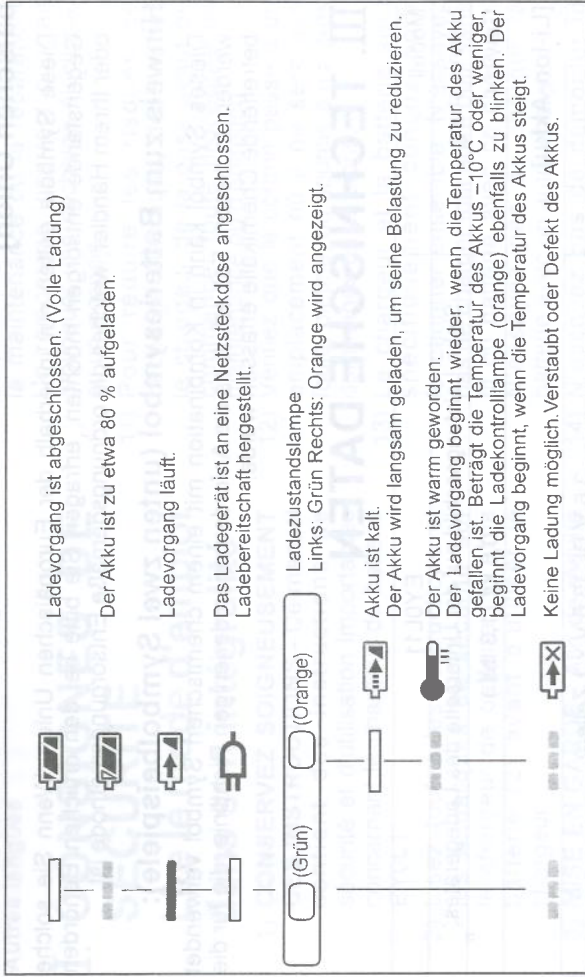 Ladevorgang ist abgeschlossen. (Volle Ladung)
Der Akku ist zu etwa 80 % aufgeladen.
Ladevorgang läuft.
Das Ladegerät ist an eine Netzsteckdose angeschlossen.
Ladebereitschaft hergestellt.
(Grün)
(Orange)
Ladezustandslampe
Links: Grün Rechts: Orange wird angezeigt.
Akku ist kalt.
Der Akku wird langsam geladen, um seine Belastung zu reduzieren.
Der Akku ist warm geworden.
Der Ladevorgang beginnt wieder, wenn dieTemperatur des Akku
gefallen ist. Beträgt die Temperatur des Akkus –10°C oder weniger,
beginnt die Ladekontrolllampe (orange) ebenfalls zu blinken. Der
Ladevorgang beginnt, wenn die Temperatur des Akkus steigt.
Keine Ladung möglich.Verstaubt oder Defekt des Akkus.
III. TECHNISCHE DATEN